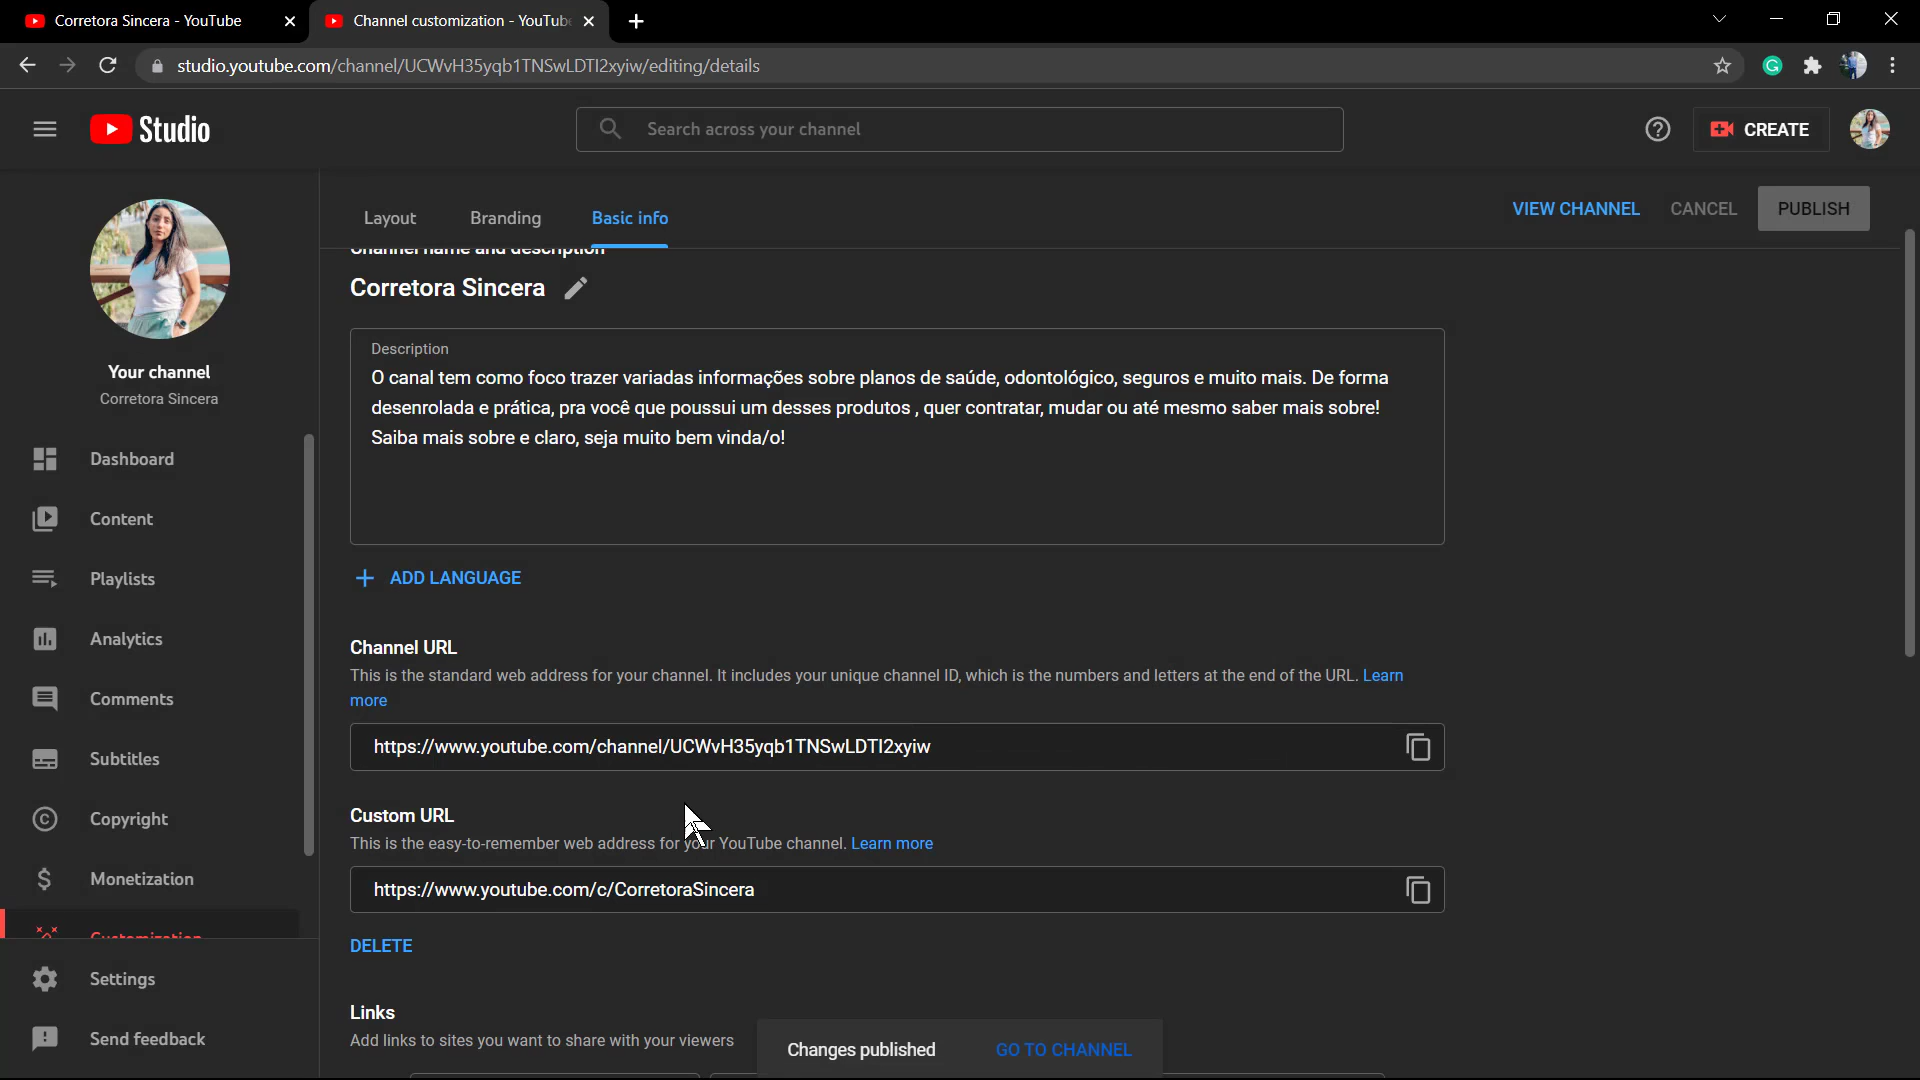 Corretora Sincera - YouTube
Channel customization - YouTub
studio.youtube.com/channel/UCWvH35yqb1TNSwLDTI2xyiw/editing/details
Studio
Search across your channel
CREATE
Your channel
Corretora Sincera
Dashboard
Content
Playlists
Analytics
Comments
Subtitles
Copyright
Monetization
Customization
Settings
Send feedback
Layout
Branding
Basic info
VIEW CHANNEL
CANCEL
PUBLISH
Channel name and description
Corretora Sincera
Description
O canal tem como foco trazer variadas informações sobre planos de saúde, odontológico, seguros e muito mais. De forma
desenrolada e prática, pra você que poussui um desses produtos , quer contratar, mudar ou até mesmo saber mais sobre!
Saiba mais sobre e claro, seja muito bem vinda/o!
ADD LANGUAGE
Channel URL
This is the standard web address for your channel. It includes your unique channel ID, which is the numbers and letters at the end of the URL. Learn
more
https://www.youtube.com/channel/UCWvH35yqb1TNSwLDTI2xyiw
Custom URL
This is the easy-to-remember web address for your YouTube channel. Learn more
https://www.youtube.com/c/CorretoraSincera
DELETE
Links
Add links to sites you want to share with your viewers
Changes published
GO TO CHANNEL